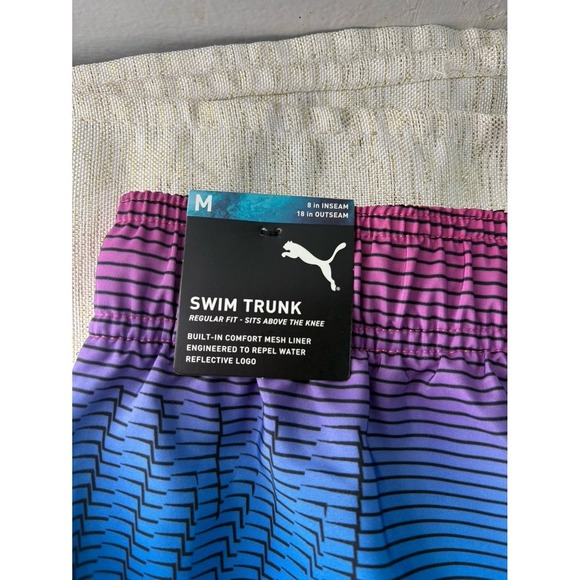 M
8 in INSEAM
18 in OUTSEAM
SWIM TRUNK
REGULAR FIT - SITS ABOVE THE KNEE
BUILT-IN COMFORT MESH LINER
ENGINEERED TO REPEL WATER
REFLECTIVE LOGO